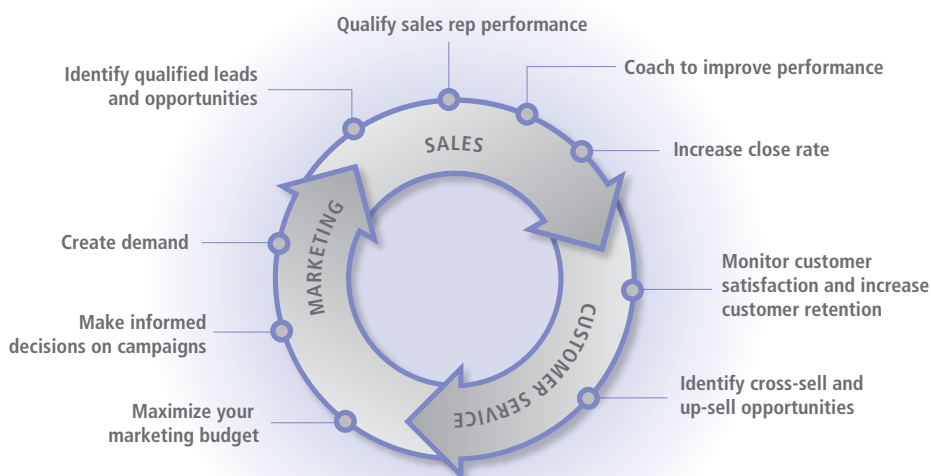 Qualify sales rep performance
Identify qualified leads
and opportunities
Coach to improve performance
SALES
Increase close rate
MARKETING
Create demand
Monitor customer
satisfaction and increase
customer retention
Make informed
decisions on campaigns
CUSTOMER SERVICE
Identify cross-sell and
up-sell opportunities
Maximize your
marketing budget